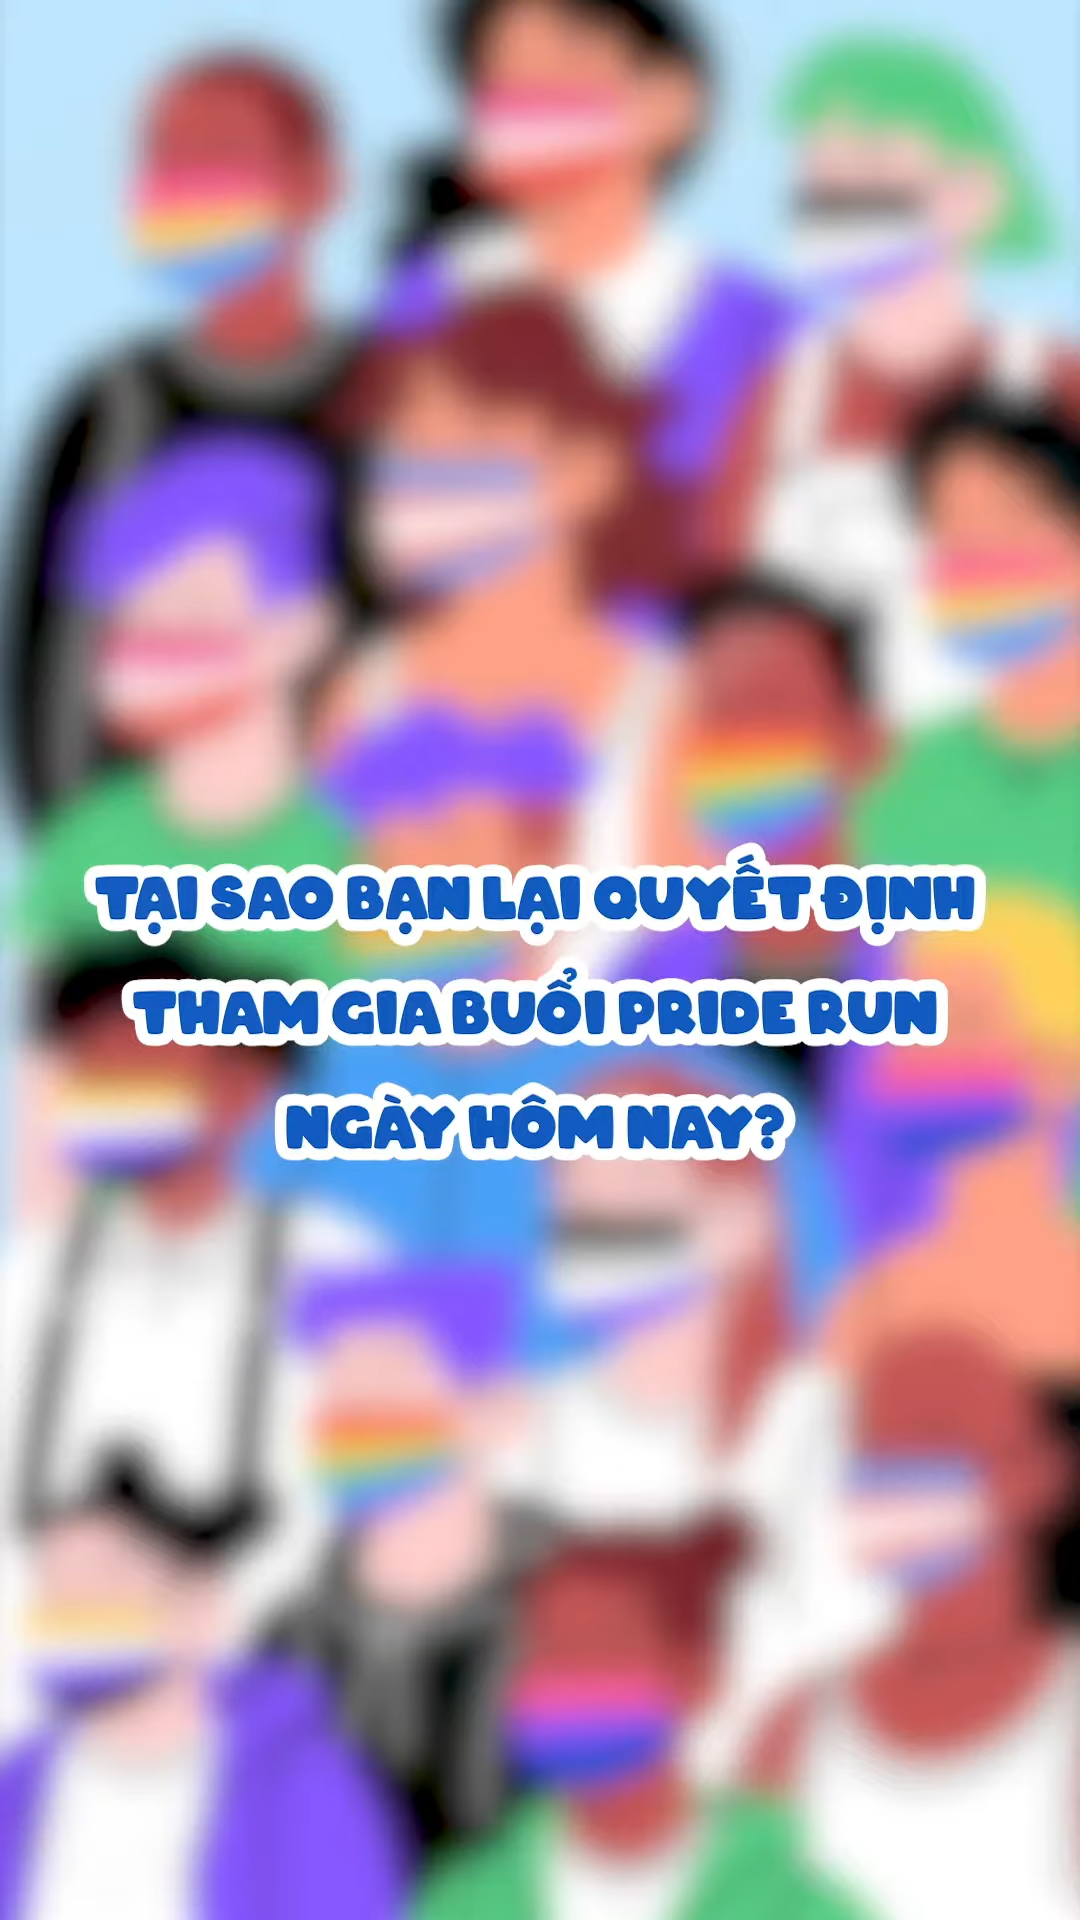 TẠI SAO BẠN LẠI QUYẾT ĐỊNH
THAM GIA BUỔI PRIDE RUN
NGÀY HÔM NAY?